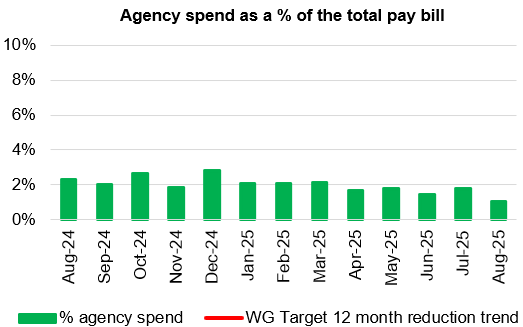 Agency spend as a % of the total pay bill
10%
8%
6%
4%
2%
0%
Aug-24
Sep-24
Oct-24
Nov-24
Dec-24
Jan-25
Feb-25
Mar-25
Apr-25
May-25
Jun-25
Jul-25
Aug-25
% agency spend
WG Target 12 month reduction trend